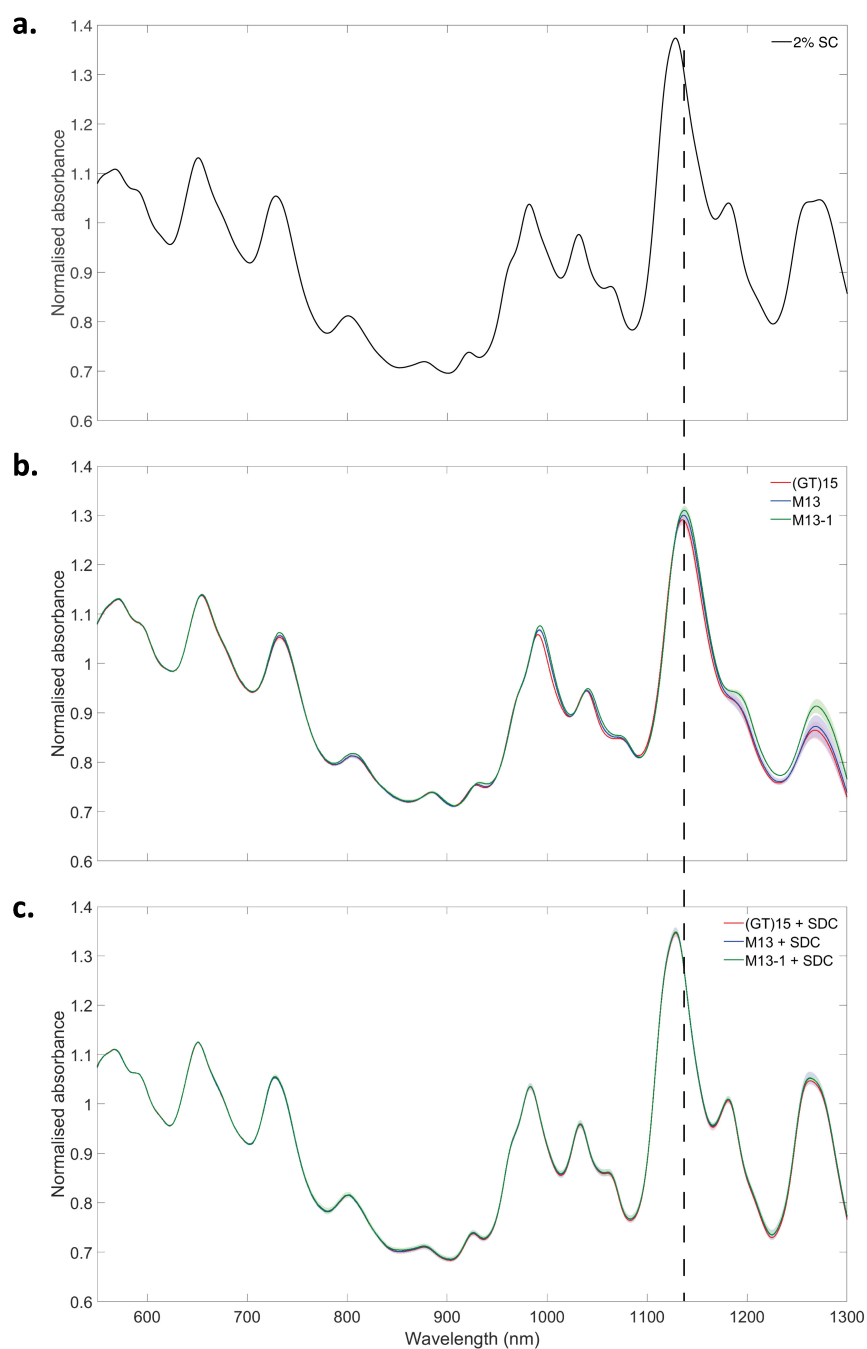 a.
1.4
1.3
1.2
1.1
1
0.9
0.8
0.7
0.6
Normalised absorbance
2% SC
b.
1.4
1.3
1.2
1.1
1
0.9
0.8
0.7
0.6
Normalised absorbance
(GT)15
M13
M13-1
c.
1.4
1.3
1.2
1.1
1
0.9
0.8
0.7
0.6
Normalised absorbance
(GT)15 + SDC
M13 + SDC
M13-1 + SDC
600 700 800 900 1000 1100 1200 1300
Wavelength (nm)